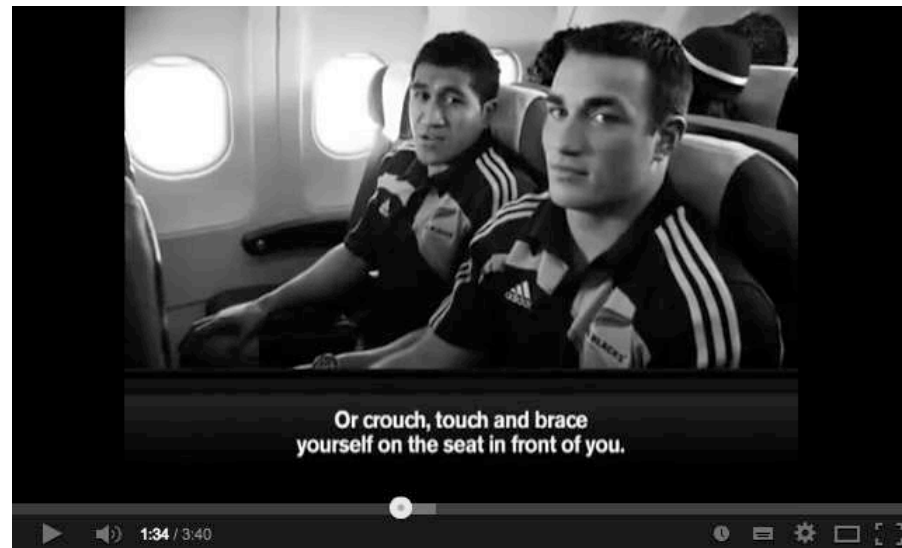 adidas
BLACKS
Or crouch, touch and brace
yourself on the seat in front of you.
1:34 / 3:40